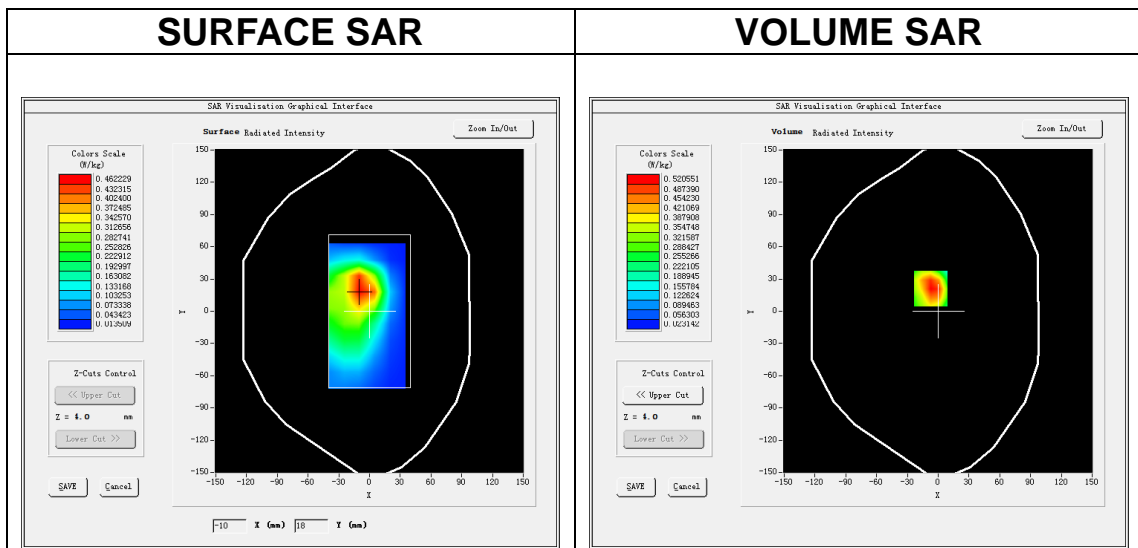 SURFACE SAR
VOLUME SAR
SAR Visualisation Graphical Interface
Surface Radiated Intensity
Zoom In/Out
Colors Scale
(W/kg)
0.462229
0.432315
0.402400
0.372485
0.342570
0.312656
0.282741
0.252826
0.222912
0.192997
0.163082
0.133168
0.103253
0.073338
0.043423
0.013509
Z-Cuts Control
<< Upper Cut
Z = 4.0 mm
Lower Cut >>
SAVE Cancel
150
120
90
60
30
0
-30
-60
-90
-120
-150
Y
-150 -120 -90 -60 -30 0 30 60 90 120 150
X
-10 X (mm) 18 Y (mm)
SAR Visualisation Graphical Interface
Volume Radiated Intensity
Zoom In/Out
Colors Scale
(W/kg)
0.520551
0.487390
0.454230
0.421069
0.387908
0.354748
0.321587
0.288427
0.255266
0.222105
0.188945
0.155784
0.122624
0.089463
0.056303
0.023142
Z-Cuts Control
<< Upper Cut
Z = 4.0 mm
Lower Cut >>
SAVE Cancel
150
120
90
60
30
0
-30
-60
-90
-120
-150
Y
-150 -120 -90 -60 -30 0 30 60 90 120 150
X